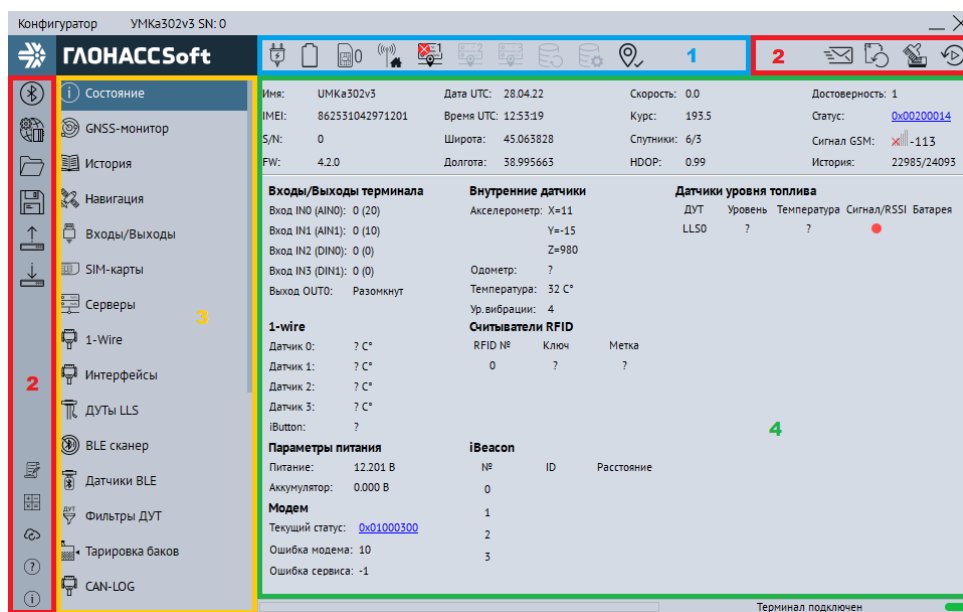 Конфигуратор УМКа302v3 SN: 0
ГЛОНАССSoft
1
2
0
Состояние
GNSS-монитор
История
Навигация
Входы/Выходы
SIM-карты
Серверы
1-Wire
Интерфейсы
ДУТы LLS
BLE сканер
Датчики BLE
Фильтры ДУТ
Тарировка баков
CAN-LOG
2
3
Имя: УМКа302v3 Дата UTC: 28.04.22 Скорость: 0.0 Достоверность: 1
IMEI: 862531042971201 Время UTC: 12:53:19 Курс: 193.5 Статус: 0x00200014
S/N: 0 Широта: 45.063828 Спутники: 6/3 Сигнал GSM: -113
FW: 4.2.0 Долгота: 38.995663 HDOP: 0.99 История: 22985/24093
Входы/Выходы терминала
Вход IN0 (AIN0): 0 (20)
Вход IN1 (AIN1): 0 (10)
Вход IN2 (DIN0): 0 (0)
Вход IN3 (DIN1): 0 (0)
Выход OUT0: Разомкнут
Внутренние датчики
Акселерометр: X=11
Y=-15
Z=980
Одометр: ?
Температура: 32 C°
Ур.вибрации: 4
Датчики уровня топлива
ДУТ Уровень Температура Сигнал/RSSI Батарея
LLS0 ? ?
1-wire
Датчик 0: ? C°
Датчик 1: ? C°
Датчик 2: ? C°
Датчик 3: ? C°
iButton: ?
Считыватели RFID
RFID № Ключ Метка
0 ? ?
4
Параметры питания
Питание: 12.201 В
Аккумулятор: 0.000 В
Модем
Текущий статус: 0x01000300
Ошибка модема: 10
Ошибка сервиса: -1
iBeacon
№ ID Расстояние
0
1
2
3
Терминал подключен